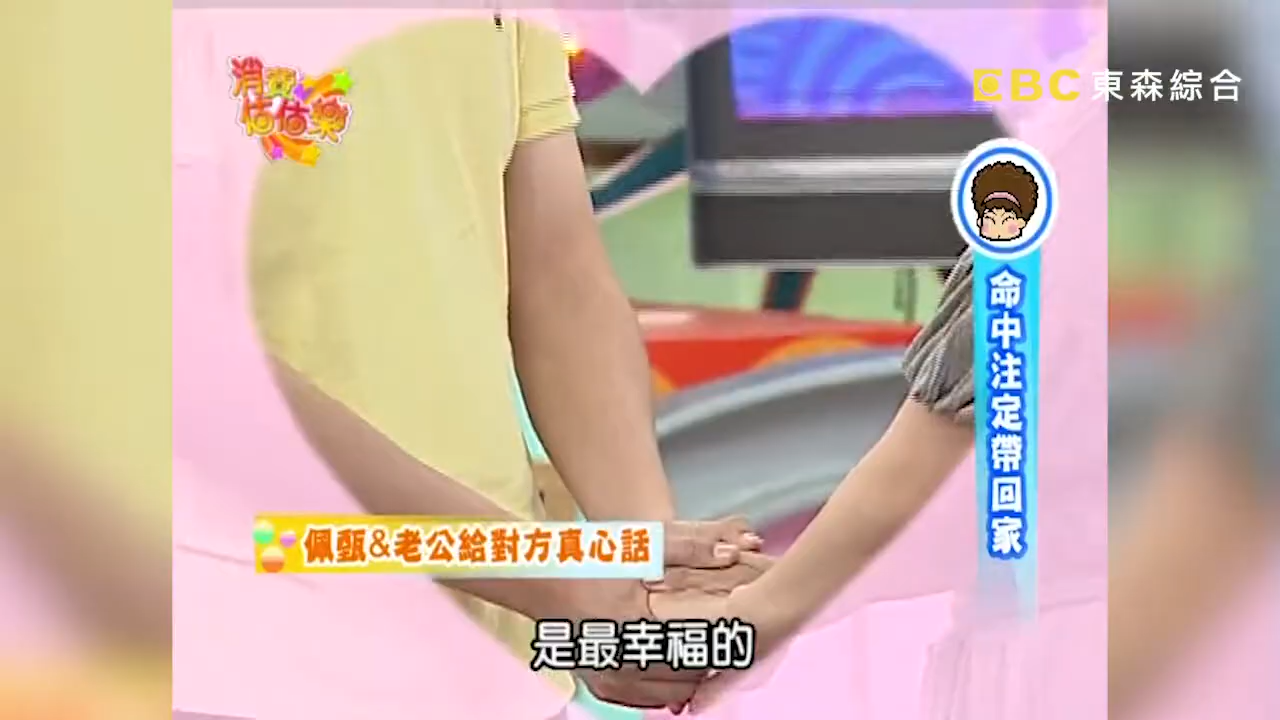 消費
估估樂
EBC 東森綜合
命中注定帶回家
佩甄&老公給對方真心話
是最幸福的